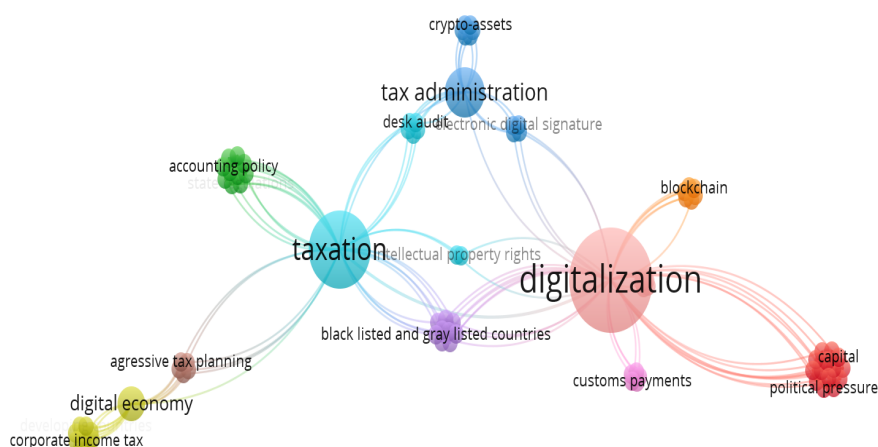 crypto-assets
tax administration
desk audit
electronic digital signature
accounting policy
blockchain
taxation
intellectual property rights
digitalization
black listed and gray listed countries
agressive tax planning
capital
customs payments
political pressure
digital economy
corporate income tax